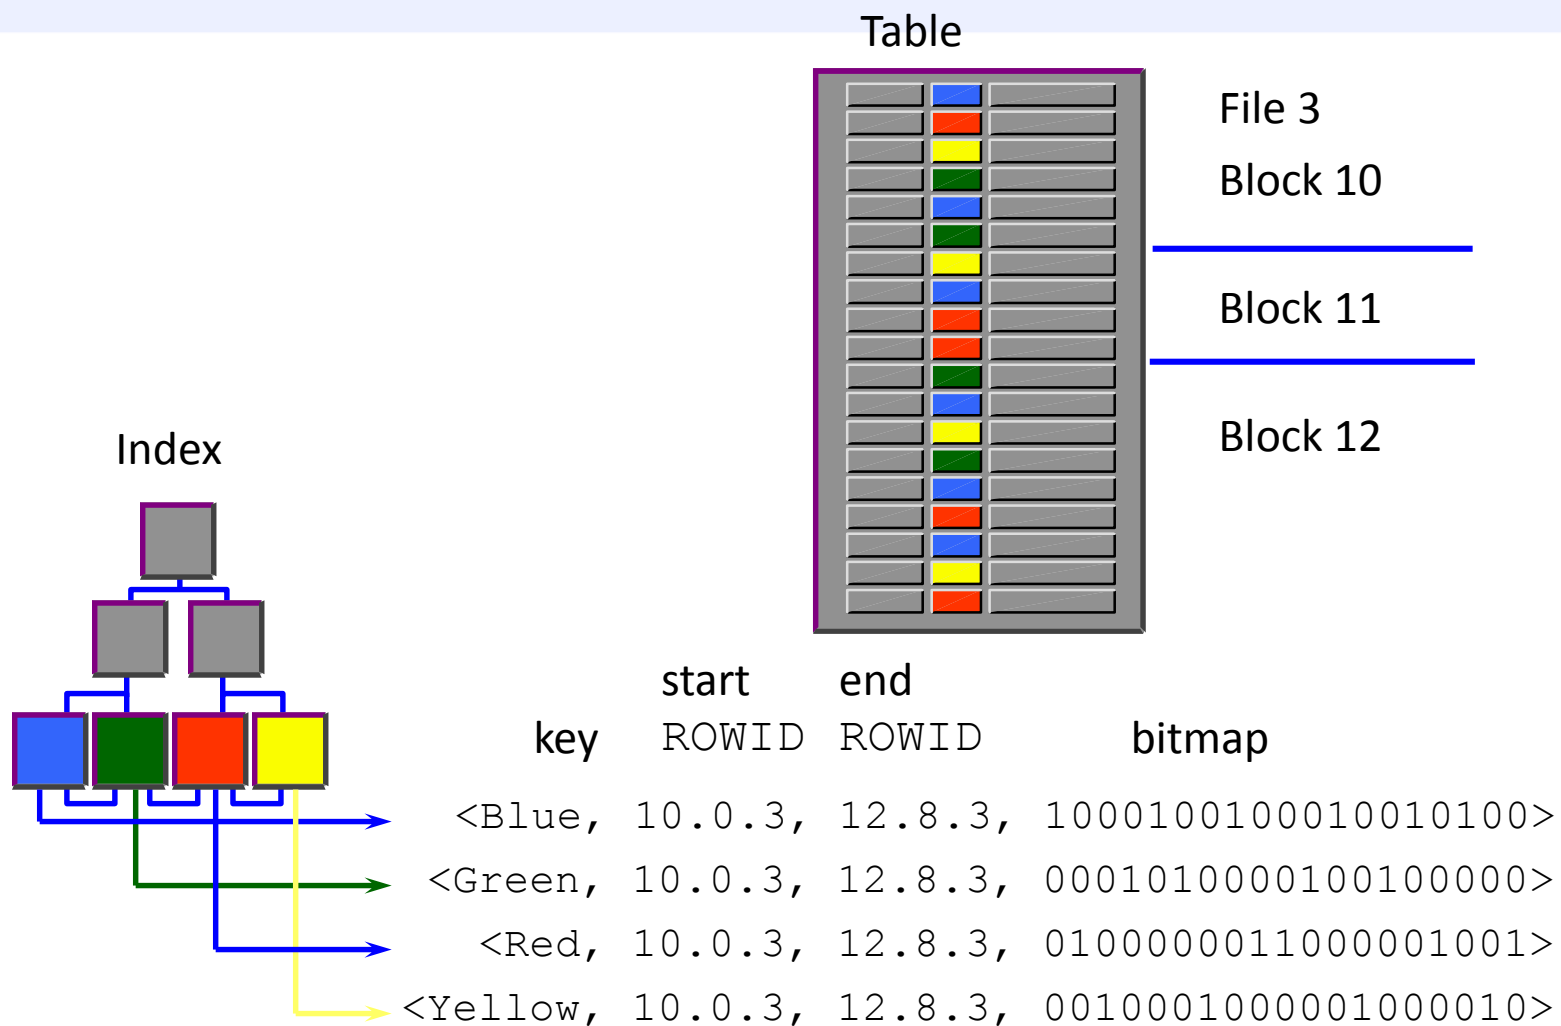 Table
File 3
Block 10
Block 11
Block 12
Index
start end
key ROWID ROWID bitmap
<Blue, 10.0.3, 12.8.3, 1000100100010010100>
<Green, 10.0.3, 12.8.3, 0001010000100100000>
<Red, 10.0.3, 12.8.3, 0100000011000001001>
<Yellow, 10.0.3, 12.8.3, 0010001000001000010>